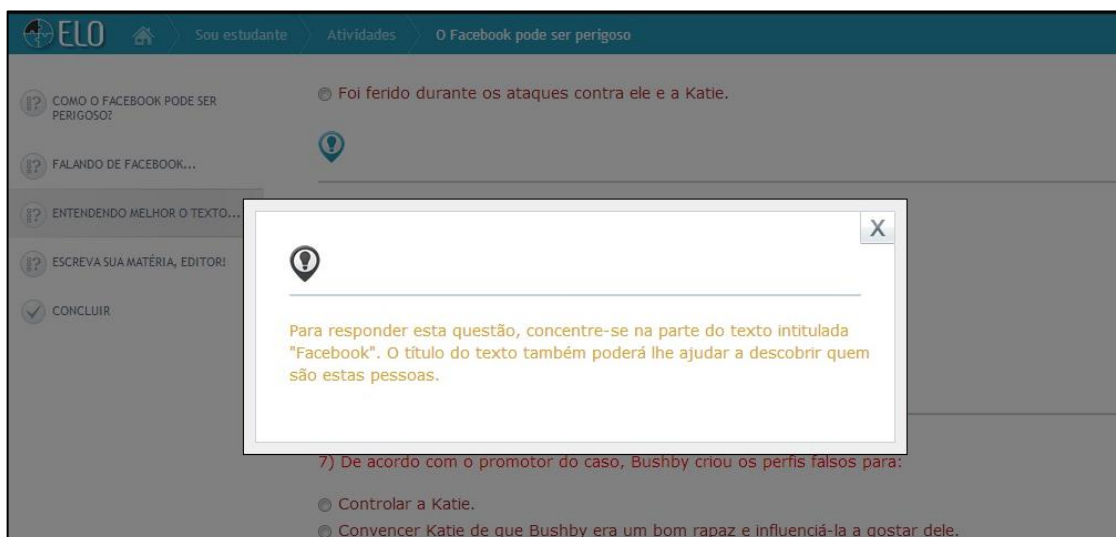 ELO
Sou estudante
Atividades
O Facebook pode ser perigoso
COMO O FACEBOOK PODE SER
PERIGOSO?
FALANDO DE FACEBOOK...
ENTENDENDO MELHOR O TEXTO...
ESCREVA SUA MATÉRIA, EDITOR!
CONCLUIR
Foi ferido durante os ataques contra ele e a Katie.
X
Para responder esta questão, concentre-se na parte do texto intitulada
"Facebook". O título do texto também poderá lhe ajudar a descobrir quem
são estas pessoas.
7) De acordo com o promotor do caso, Bushby criou os perfis falsos para:
Controlar a Katie.
Convencer Katie de que Bushby era um bom rapaz e influenciá-la a gostar dele.